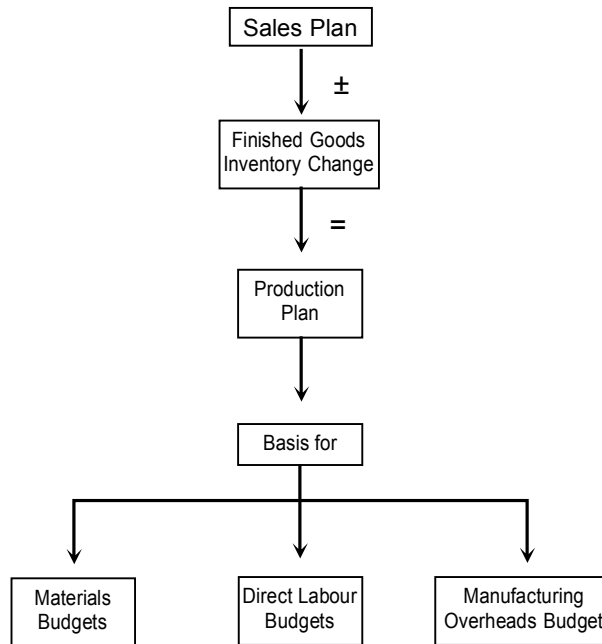 Sales Plan
±
Finished Goods
Inventory Change
=
Production
Plan
Basis for
Materials
Budgets
Direct Labour
Budgets
Manufacturing
Overheads Budget